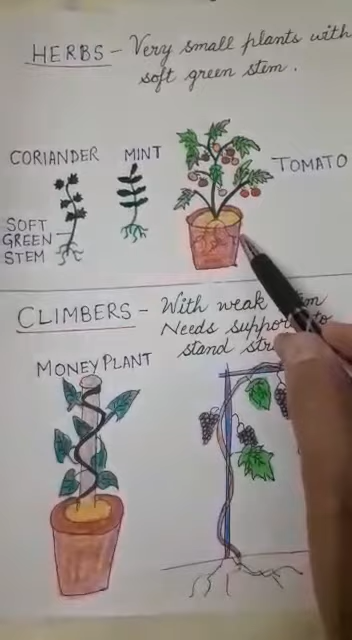 HERBS - Very small plants with
soft green stem.
CORIANDER
MINT
TOMATO
SOFT
GREEN
STEM
CLIMBERS - With weak
Needs support to
stand
MONEY PLANT